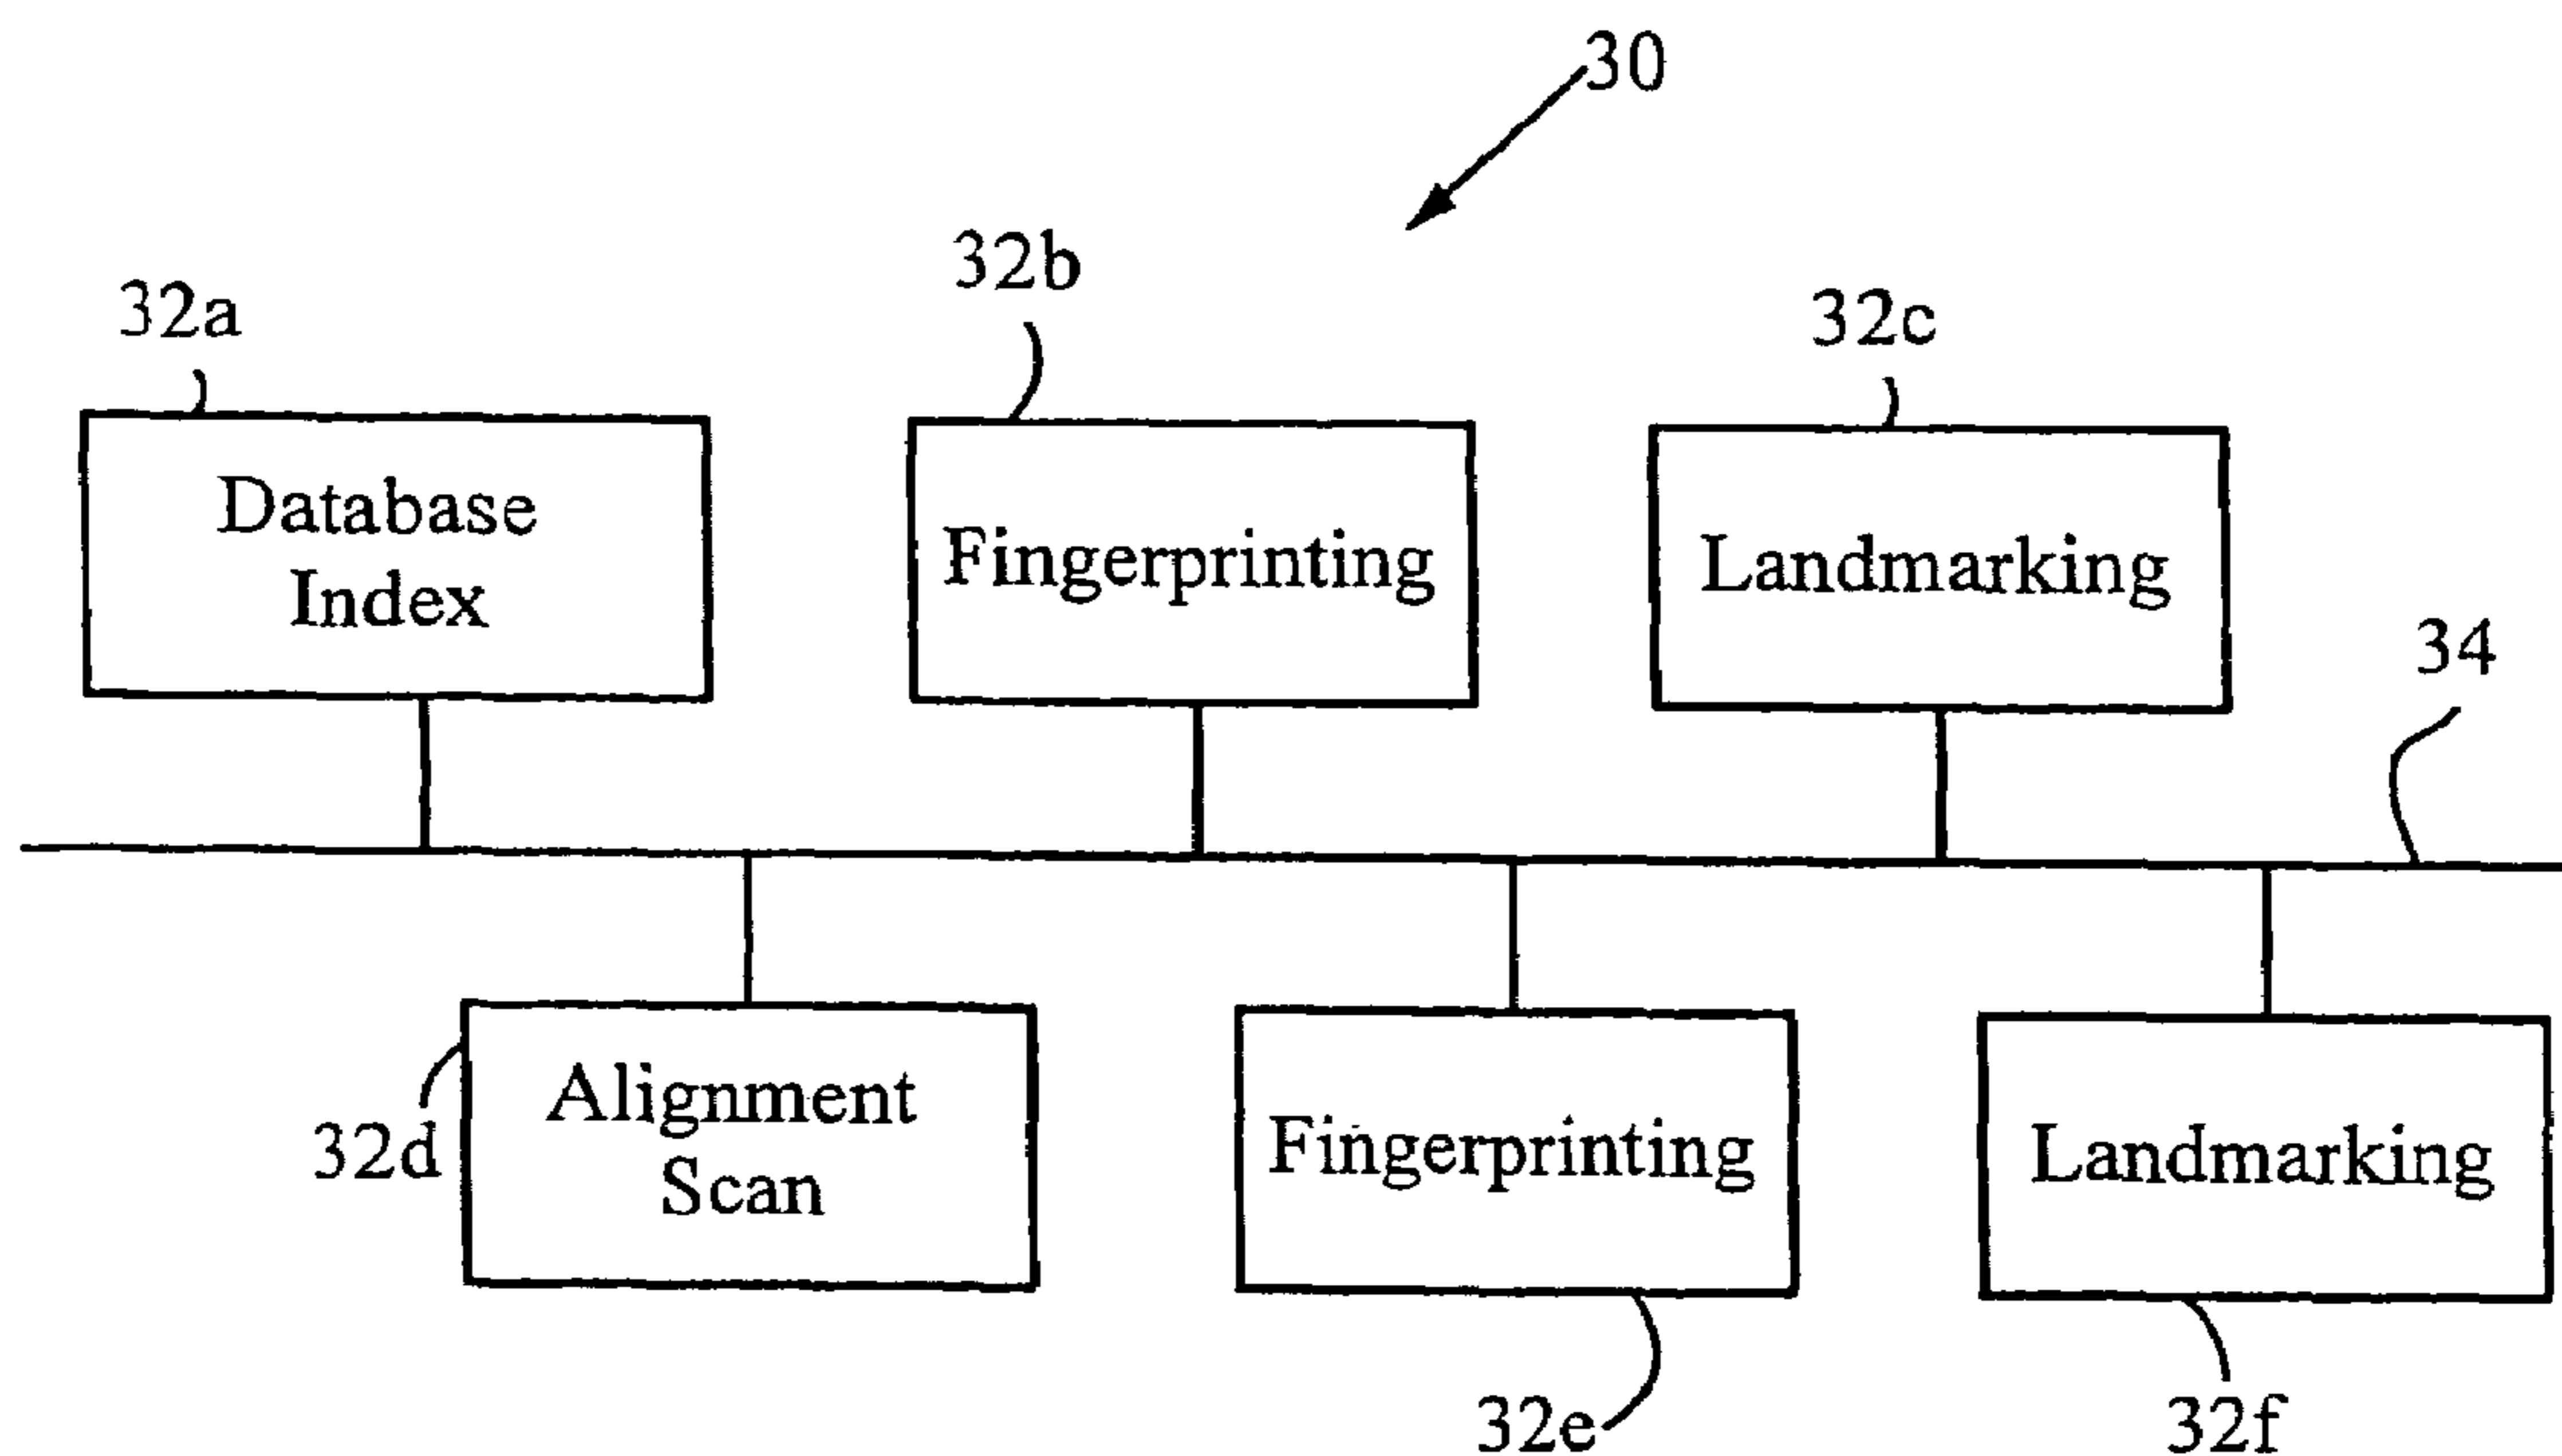 30
32b
32a
32c
Database
Index
Fingerprinting
Landmarking
34
Alignment
Scan
32d
Fingerprinting
Landmarking
32e
32f